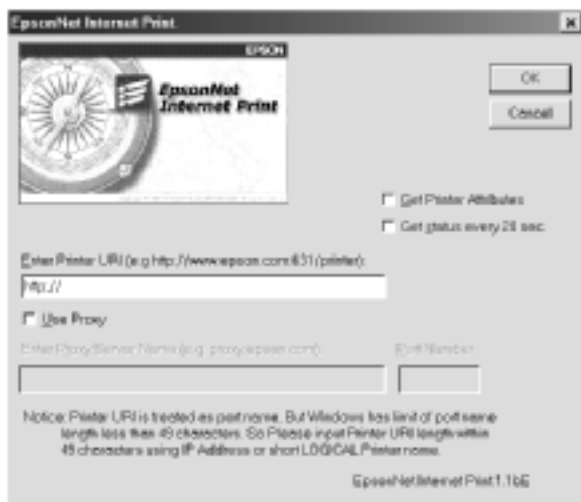 EpsonNet Internet Print
EPSON
EpsonNet
Internet Print
OK
Cancel
Get Printer Attributes
Get status every 20 sec.
Enter Printer URI (e.g http://www.epson.com:631/printer):
http://
Use Proxy
Enter Proxy Server Name (e.g. proxy.epson.com):
Port Number
Notice: Printer URI is treated as port name. But Windows has limit of port name
length less than 49 characters. So Please input Printer URI length within
49 characters using IP Address or short LOGICAL Printer name.
EpsonNet Internet Print 1.1bE